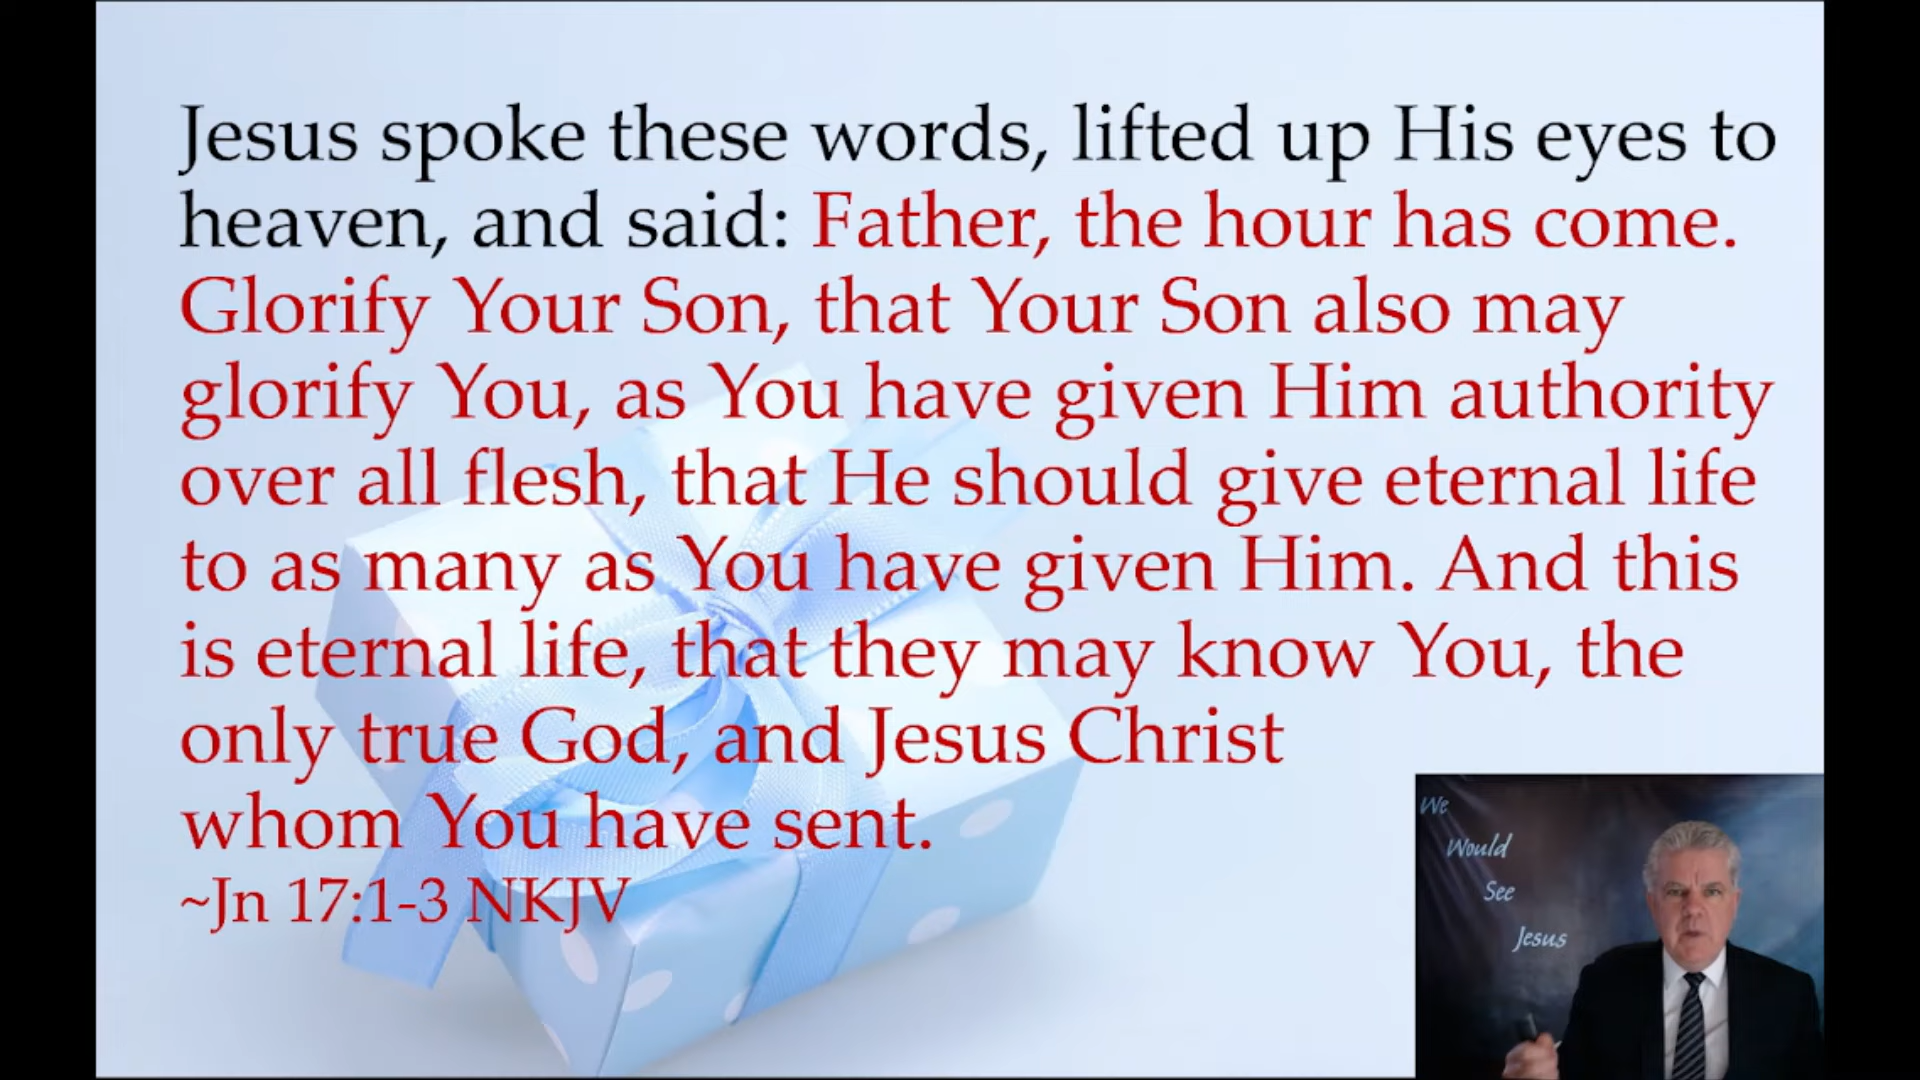 Jesus spoke these words, lifted up His eyes to
heaven, and said: Father, the hour has come.
Glorify Your Son, that Your Son also may
glorify You, as You have given Him authority
over all flesh, that He should give eternal life
to as many as You have given Him. And this
is eternal life, that they may know You, the
only true God, and Jesus Christ
whom You have sent.
~Jn 17:1-3 NKJV
We
Would
See
Jesus